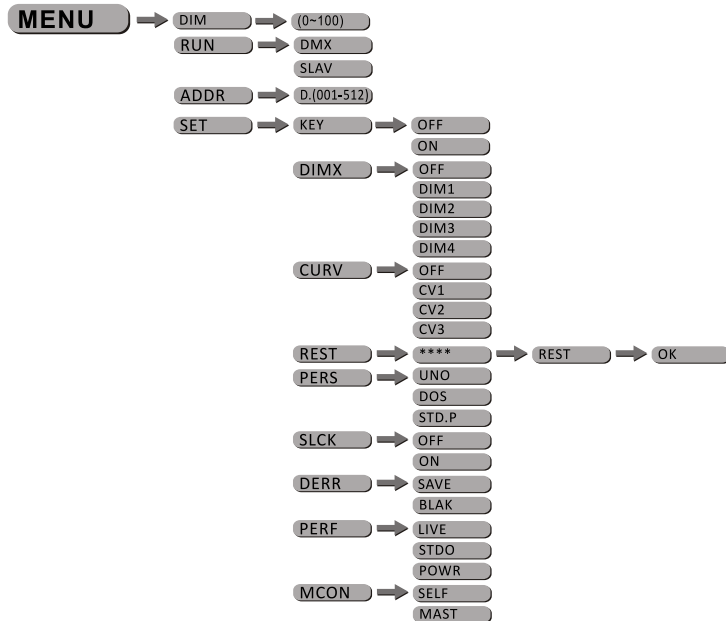 MENU DIM (0~100)
RUN DMX
SLAV
ADDR D.(001-512)
SET KEY OFF
ON
DIMX OFF
DIM1
DIM2
DIM3
DIM4
CURV OFF
CV1
CV2
CV3
REST **** REST OK
PERS UNO
DOS
STD.P
SLCK OFF
ON
DERR SAVE
BLAK
PERF LIVE
STDO
POWR
MCON SELF
MAST